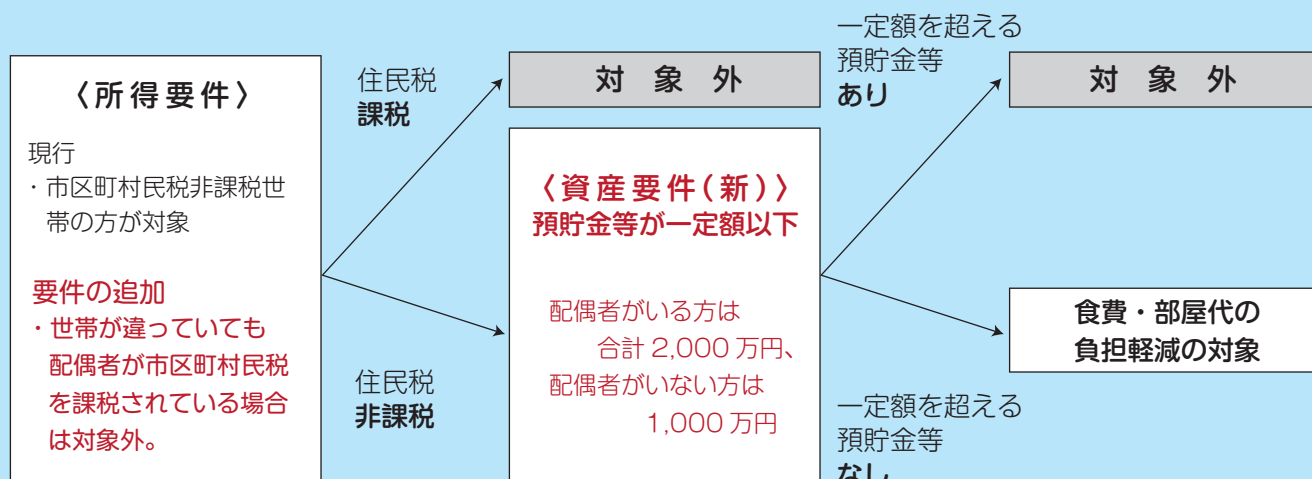 〈所得要件〉
現行
・市区町村民税非課税世
帯の方が対象
要件の追加
・世帯が違っていても
配偶者が市区町村民税
を課税されている場合
は対象外。
住民税
課税
住民税
非課税
対象外
〈資産要件(新)〉
預貯金等が一定額以下
配偶者がいる方は
合計 2,000 万円、
配偶者がいない方は
1,000 万円
一定額を超える
預貯金等
あり
一定額を超える
預貯金等
なし
対象外
食費・部屋代の
負担軽減の対象